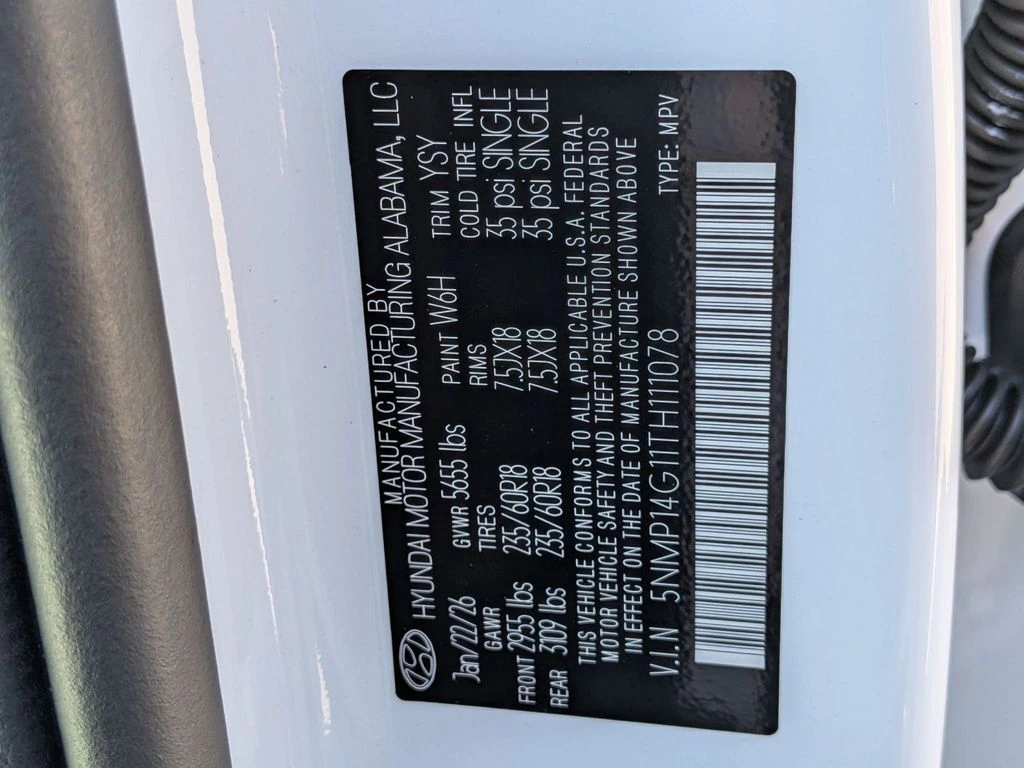 MANUFACTURED BY
HYUNDAI MOTOR MANUFACTURING ALABAMA, LLC
Jan/22/26 GVWR 5655 lbs PAINT W6H TRIM YSY
GAWR TIRES RIMS COLD TIRE INFL
FRONT 2955 lbs 235/60R18 7.5JX18 35 psi SINGLE
REAR 3109 lbs 235/60R18 7.5JX18 35 psi SINGLE
THIS VEHICLE CONFORMS TO ALL APPLICABLE U.S.A. FEDERAL
MOTOR VEHICLE SAFETY AND THEFT PREVENTION STANDARDS
IN EFFECT ON THE DATE OF MANUFACTURE SHOWN ABOVE
V.I.N 5NMP14G11TH111078 TYPE: MPV